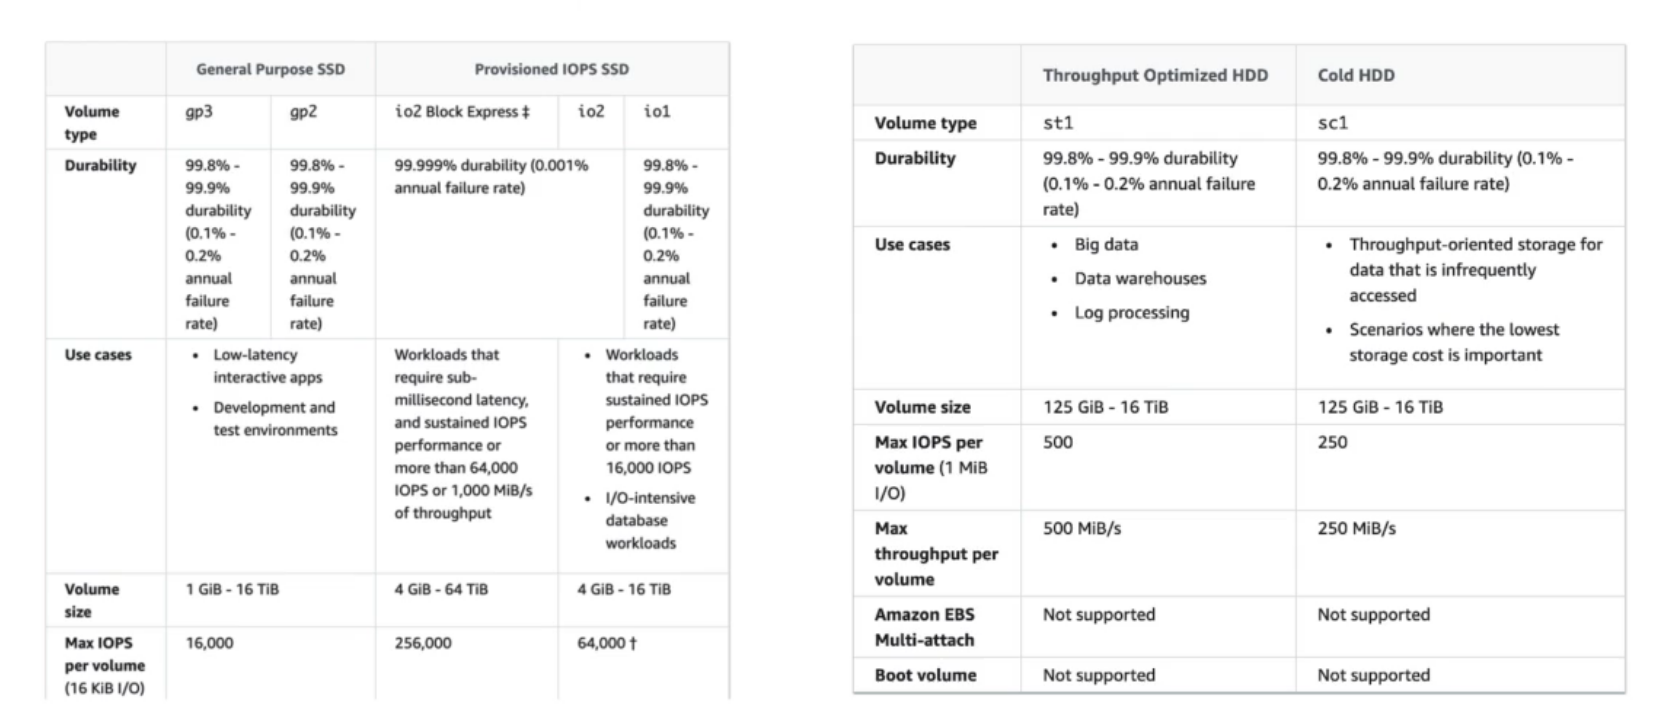 General Purpose SSD Provisioned IOPS SSD
Volume type gp3 gp2 io2 Block Express ‡ io2 io1
Durability
99.8% -
99.9%
durability
(0.1% -
0.2%
annual
failure
rate)
99.8% -
99.9%
durability
(0.1% -
0.2%
annual
failure
rate)
99.999% durability (0.001%
annual failure rate)
99.8% -
99.9%
durability
(0.1% -
0.2%
annual
failure
rate)
Use cases
• Low-latency
interactive apps
• Development and
test environments
Workloads that
require sub-
millisecond latency,
and sustained IOPS
performance or
more than 64,000
IOPS or 1,000 MiB/s
of throughput
• Workloads
that require
sustained IOPS
performance
or more than
16,000 IOPS
• I/O-intensive
database
workloads
Volume
size
1 GiB - 16 TiB
4 GiB - 64 TiB
4 GiB - 16 TiB
Max IOPS
per volume
(16 KiB I/O)
16,000
256,000
64,000 †
Throughput Optimized HDD Cold HDD
Volume type st1 sc1
Durability
99.8% - 99.9% durability
(0.1% - 0.2% annual failure
rate)
99.8% - 99.9% durability (0.1% -
0.2% annual failure rate)
Use cases
• Big data
• Data warehouses
• Log processing
• Throughput-oriented storage for
data that is infrequently
accessed
• Scenarios where the lowest
storage cost is important
Volume size 125 GiB - 16 TiB 125 GiB - 16 TiB
Max IOPS per
volume (1 MiB
I/O)
500
250
Max
throughput per
volume
500 MiB/s
250 MiB/s
Amazon EBS
Multi-attach
Not supported
Not supported
Boot volume Not supported Not supported